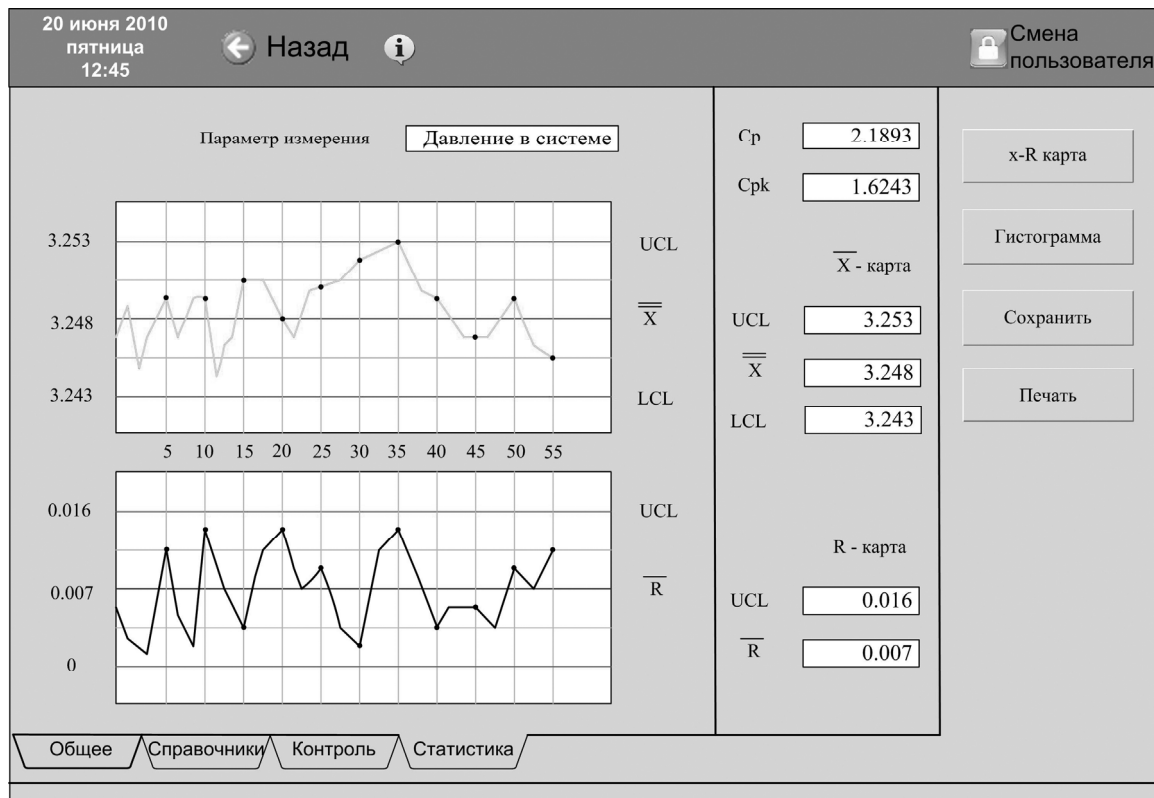 20 июня 2010
пятница
12:45
Назад
i
Смена
пользователя
Параметр измерения
Давление в системе
3.253
3.248
3.243
UCL
X
LCL
5 10 15 20 25 30 35 40 45 50 55
0.016
0.007
0
UCL
R
Cp 2.1893
Cpk 1.6243
X - карта
UCL 3.253
X 3.248
LCL 3.243
R - карта
UCL 0.016
R 0.007
x-R карта
Гистограмма
Сохранить
Печать
Общее
Справочники
Контроль
Статистика